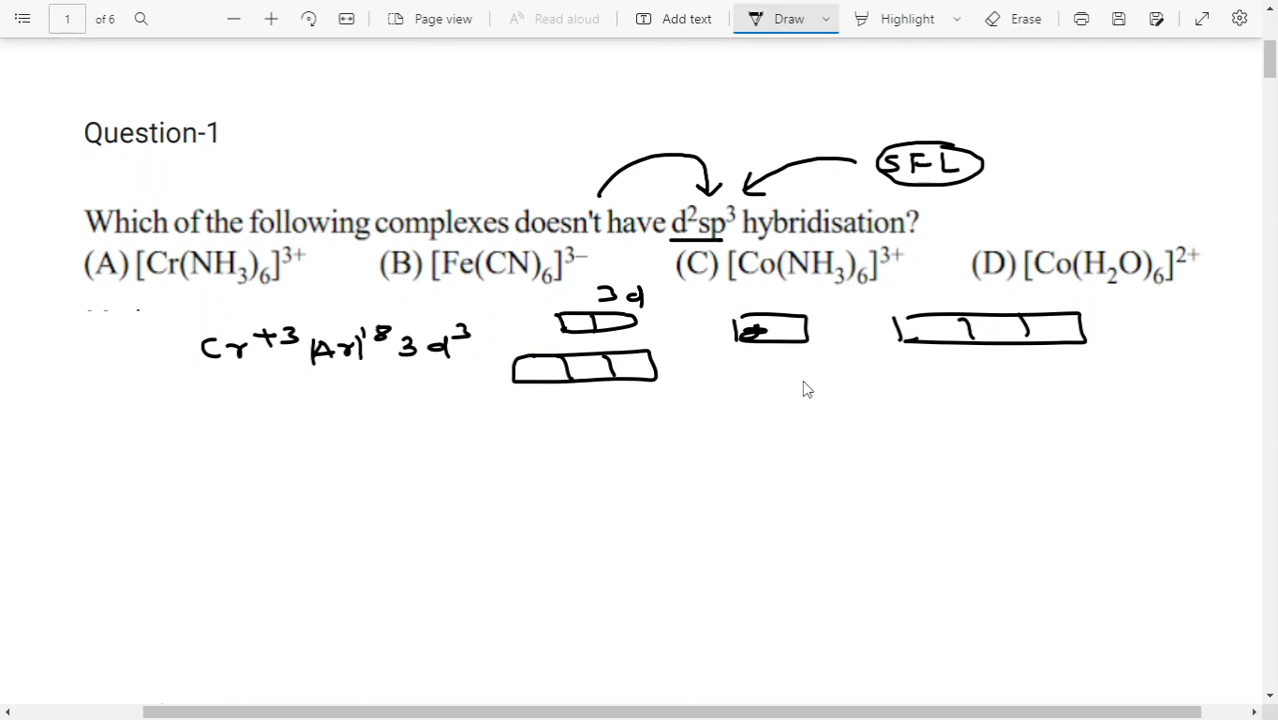 1 of 6 Page view Read aloud Add text Draw Highlight Erase
Question-1
SFL
Which of the following complexes doesn't have d²sp³ hybridisation?
(A) [Cr(NH₃)₆]³⁺ (B) [Fe(CN)₆]³⁻ (C) [Co(NH₃)₆]³⁺ (D) [Co(H₂O)₆]²⁺
3d
Cr⁺³ |Ar|¹⁸ 3d³